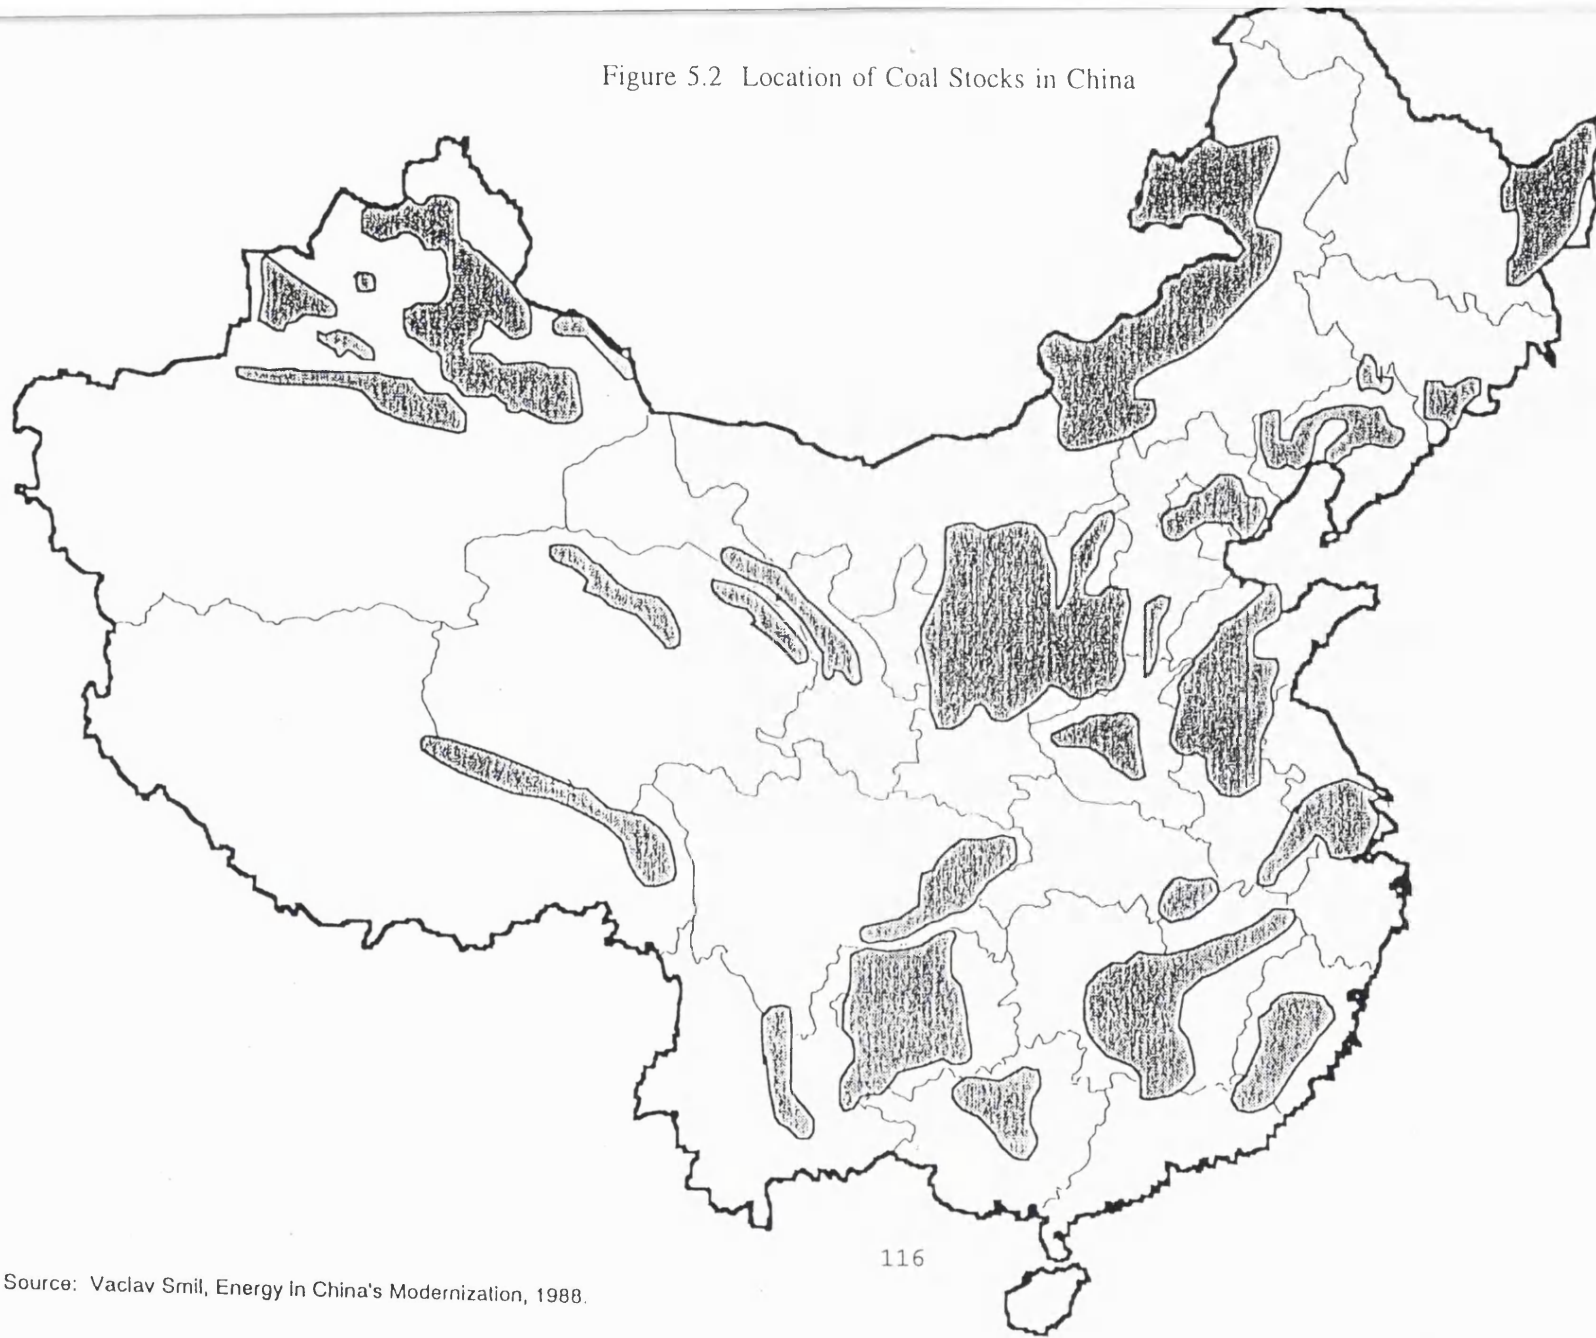 Figure 5.2 Location of Coal Stocks in China
116
Source: Vaclav Smil, Energy in China's Modernization, 1988.